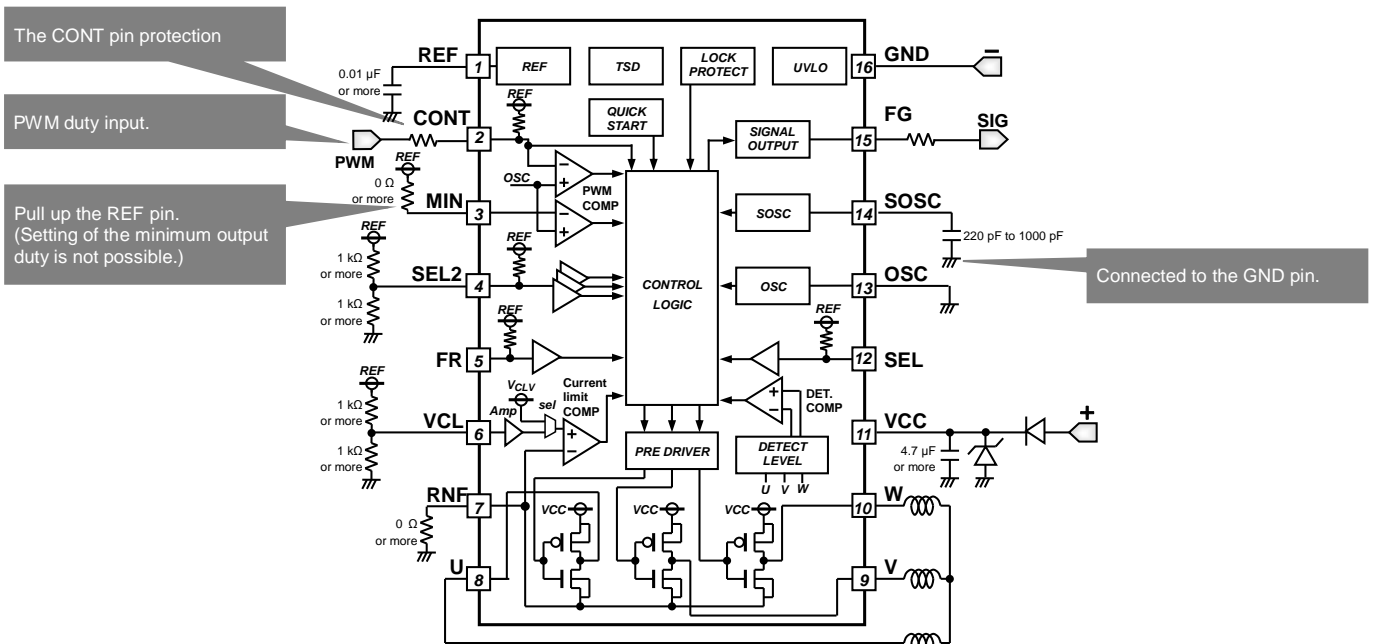 The CONT pin protection
PWM duty input.
Pull up the REF pin.
(Setting of the minimum output
duty is not possible.)
Connected to the GND pin.
REF
1
0.01 µF
or more
CONT
2
PWM
REF
0 Ω
or more
MIN
3
REF
1 kΩ
or more
SEL2
4
1 kΩ
or more
FR
5
REF
1 kΩ
or more
VCL
6
1 kΩ
or more
RNF
7
0 Ω
or more
U
8
REF
TSD
LOCK
PROTECT
UVLO
REF
QUICK
START
SIGNAL
OUTPUT
OSC
PWM
COMP
REF
SOSC
CONTROL
LOGIC
OSC
REF
REF
VCLV
Amp
sel
Current
limit
COMP
DET.
COMP
PRE DRIVER
DETECT
LEVEL
U V W
VCC
VCC
VCC
16
GND
–
15
FG
SIG
14
SOSC
220 pF to 1000 pF
13
OSC
12
SEL
11
VCC
+
4.7 µF
or more
10
W
9
V